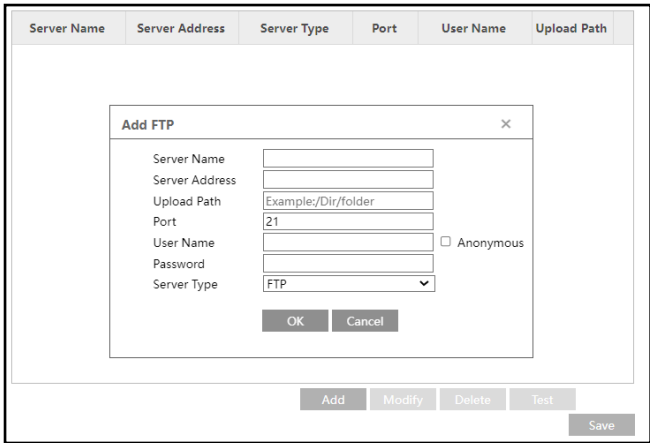 Server Name Server Address Server Type Port User Name Upload Path
Add FTP ×
Server Name
Server Address
Upload Path Example:/Dir/folder
Port 21
User Name Anonymous
Password
Server Type FTP
OK Cancel
Add Modify Delete Test
Save